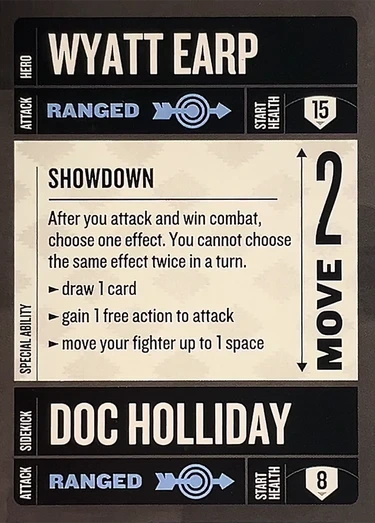 HERO
WYATT EARP
ATTACK
RANGED
START HEALTH
15
SPECIAL ABILITY
SHOWDOWN
After you attack and win combat,
choose one effect. You cannot choose
the same effect twice in a turn.
► draw 1 card
► gain 1 free action to attack
► move your fighter up to 1 space
MOVE 2
SIDEKICK
DOC HOLLIDAY
ATTACK
RANGED
START HEALTH
8